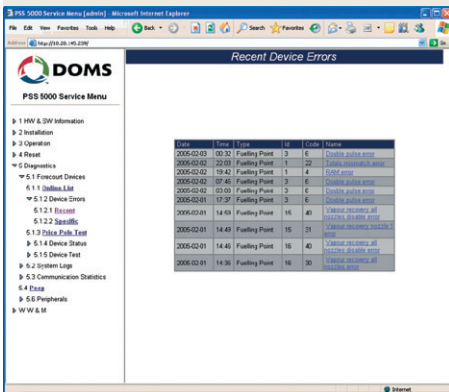 PSS 5000 Service Menu [admin] - Microsoft Internet Explorer
File Edit View Favorites Tools Help Back Search Favorites
Address http://10.28.145.239/ Go
Recent Device Errors
DOMS
PSS 5000 Service Menu
1 HW & SW Information
2 Installation
3 Operation
4 Reset
5 Diagnostics
5.1 Forecourt Devices
5.1.1 Online List
5.1.2 Device Errors
5.1.2.1 Recent
5.1.2.2 Specific
5.1.3 Price Pole Test
5.1.4 Device Status
5.1.5 Device Test
5.2 System Logs
5.3 Communication Statistics
5.4 Peep
5.6 Peripherals
W W & M
Date Time Type Id Code Name
2005-02-03 00:32 Fuelling Point 3 6 Double pulse error
2005-02-02 22:03 Fuelling Point 1 22 Totals mismatch error
2005-02-02 19:42 Fuelling Point 1 4 RAM error
2005-02-02 07:46 Fuelling Point 3 6 Double pulse error
2005-02-02 03:00 Fuelling Point 3 6 Double pulse error
2005-02-01 17:37 Fuelling Point 3 6 Double pulse error
2005-02-01 14:59 Fuelling Point 16 40 Vapour recovery all
nozzles disable error
2005-02-01 14:49 Fuelling Point 15 31 Vapour recovery nozzle 1
error
2005-02-01 14:46 Fuelling Point 16 40 Vapour recovery all
nozzles disable error
2005-02-01 14:36 Fuelling Point 16 30 Vapour recovery all
nozzles error
Internet